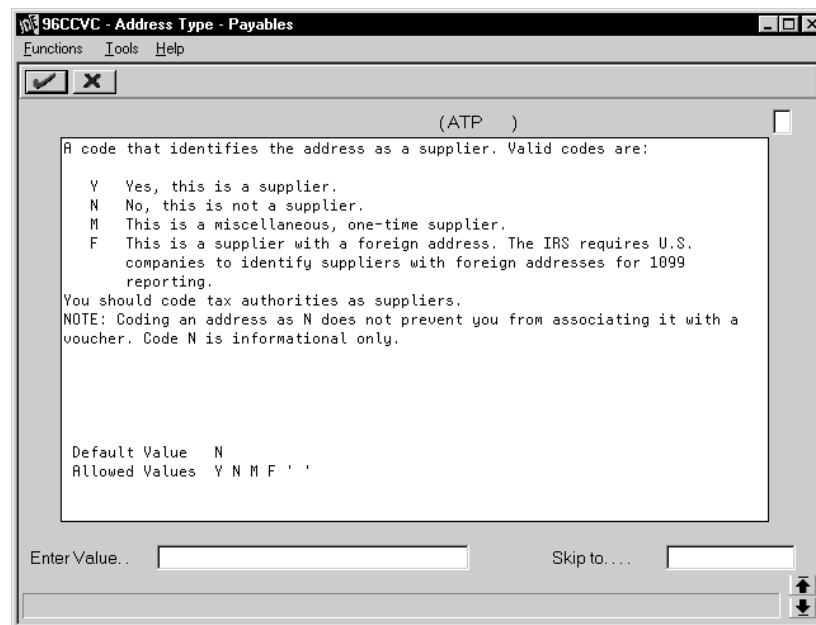 96CCVC - Address Type - Payables
Functions Tools Help
(ATP )
A code that identifies the address as a supplier. Valid codes are:
Y Yes, this is a supplier.
N No, this is not a supplier.
M This is a miscellaneous, one-time supplier.
F This is a supplier with a foreign address. The IRS requires U.S.
companies to identify suppliers with foreign addresses for 1099
reporting.
You should code tax authorities as suppliers.
NOTE: Coding an address as N does not prevent you from associating it with a
voucher. Code N is informational only.
Default Value N
Allowed Values Y N M F ' '
Enter Value. .
Skip to. . . .